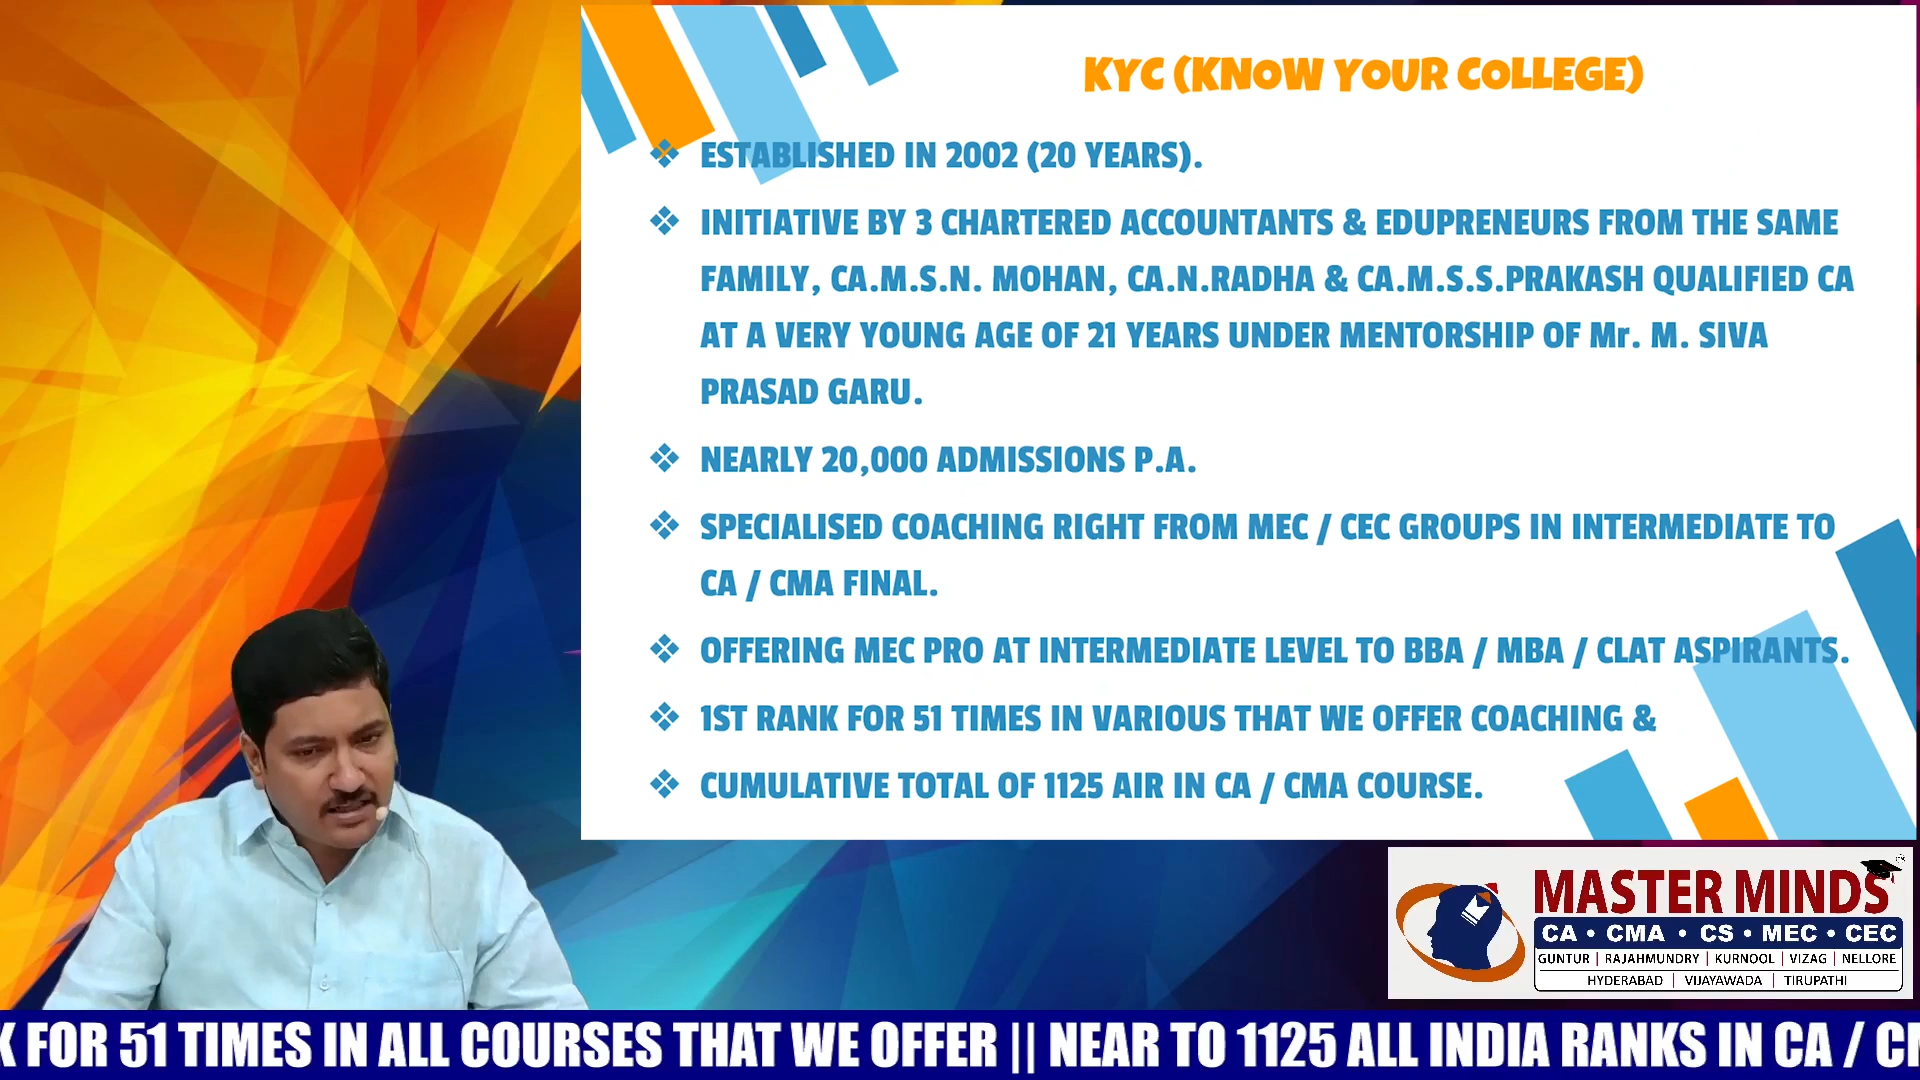 KYC (KNOW YOUR COLLEGE)
❖ ESTABLISHED IN 2002 (20 YEARS).
❖ INITIATIVE BY 3 CHARTERED ACCOUNTANTS & EDUPRENEURS FROM THE SAME
FAMILY, CA.M.S.N. MOHAN, CA.N.RADHA & CA.M.S.S.PRAKASH QUALIFIED CA
AT A VERY YOUNG AGE OF 21 YEARS UNDER MENTORSHIP OF Mr. M. SIVA
PRASAD GARU.
❖ NEARLY 20,000 ADMISSIONS P.A.
❖ SPECIALISED COACHING RIGHT FROM MEC / CEC GROUPS IN INTERMEDIATE TO
CA / CMA FINAL.
❖ OFFERING MEC PRO AT INTERMEDIATE LEVEL TO BBA / MBA / CLAT ASPIRANTS.
❖ 1ST RANK FOR 51 TIMES IN VARIOUS THAT WE OFFER COACHING &
❖ CUMULATIVE TOTAL OF 1125 AIR IN CA / CMA COURSE.
MASTER MINDS
CA • CMA • CS • MEC • CEC
GUNTUR | RAJAHMUNDRY | KURNOOL | VIZAG | NELLORE
HYDERABAD | VIJAYAWADA | TIRUPATHI
K FOR 51 TIMES IN ALL COURSES THAT WE OFFER || NEAR TO 1125 ALL INDIA RANKS IN CA / CM